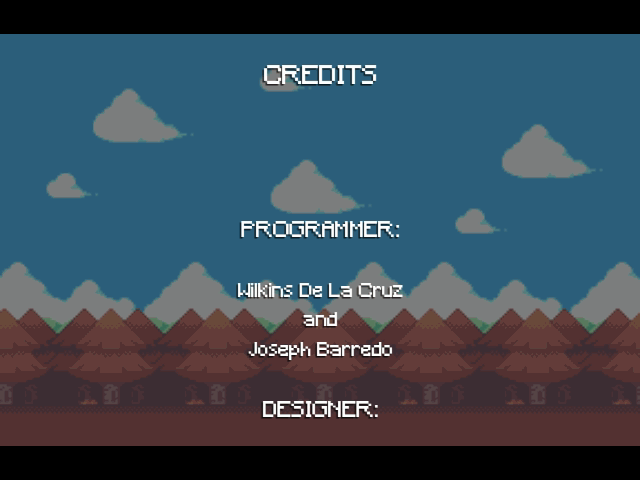 CREDITS
PROGRAMMER:
Wilkins De La Cruz
and
Joseph Barredo
DESIGNER: